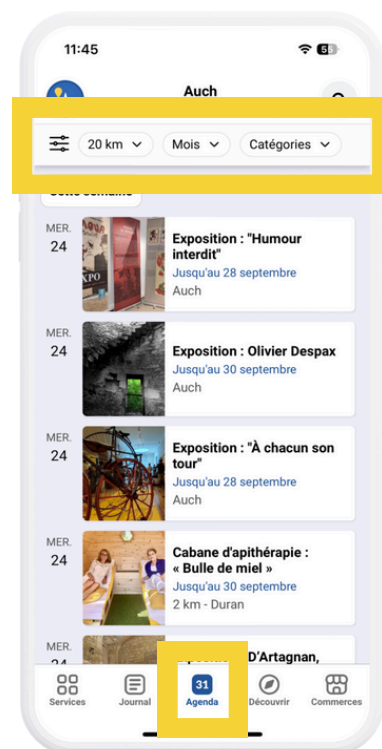 11:45
Auch
20 km
Mois
Catégories
Cette semaine
MER.
24
Exposition : "Humour
interdit"
Jusqu'au 28 septembre
Auch
MER.
24
Exposition : Olivier Despax
Jusqu'au 30 septembre
Auch
MER.
24
Exposition : "À chacun son
tour"
Jusqu'au 28 septembre
Auch
MER.
24
Cabane d'apithérapie :
« Bulle de miel »
Jusqu'au 30 septembre
2 km - Duran
MER.
24
D'Artagnan,
31
Services
Journal
Agenda
Découvrir
Commerces